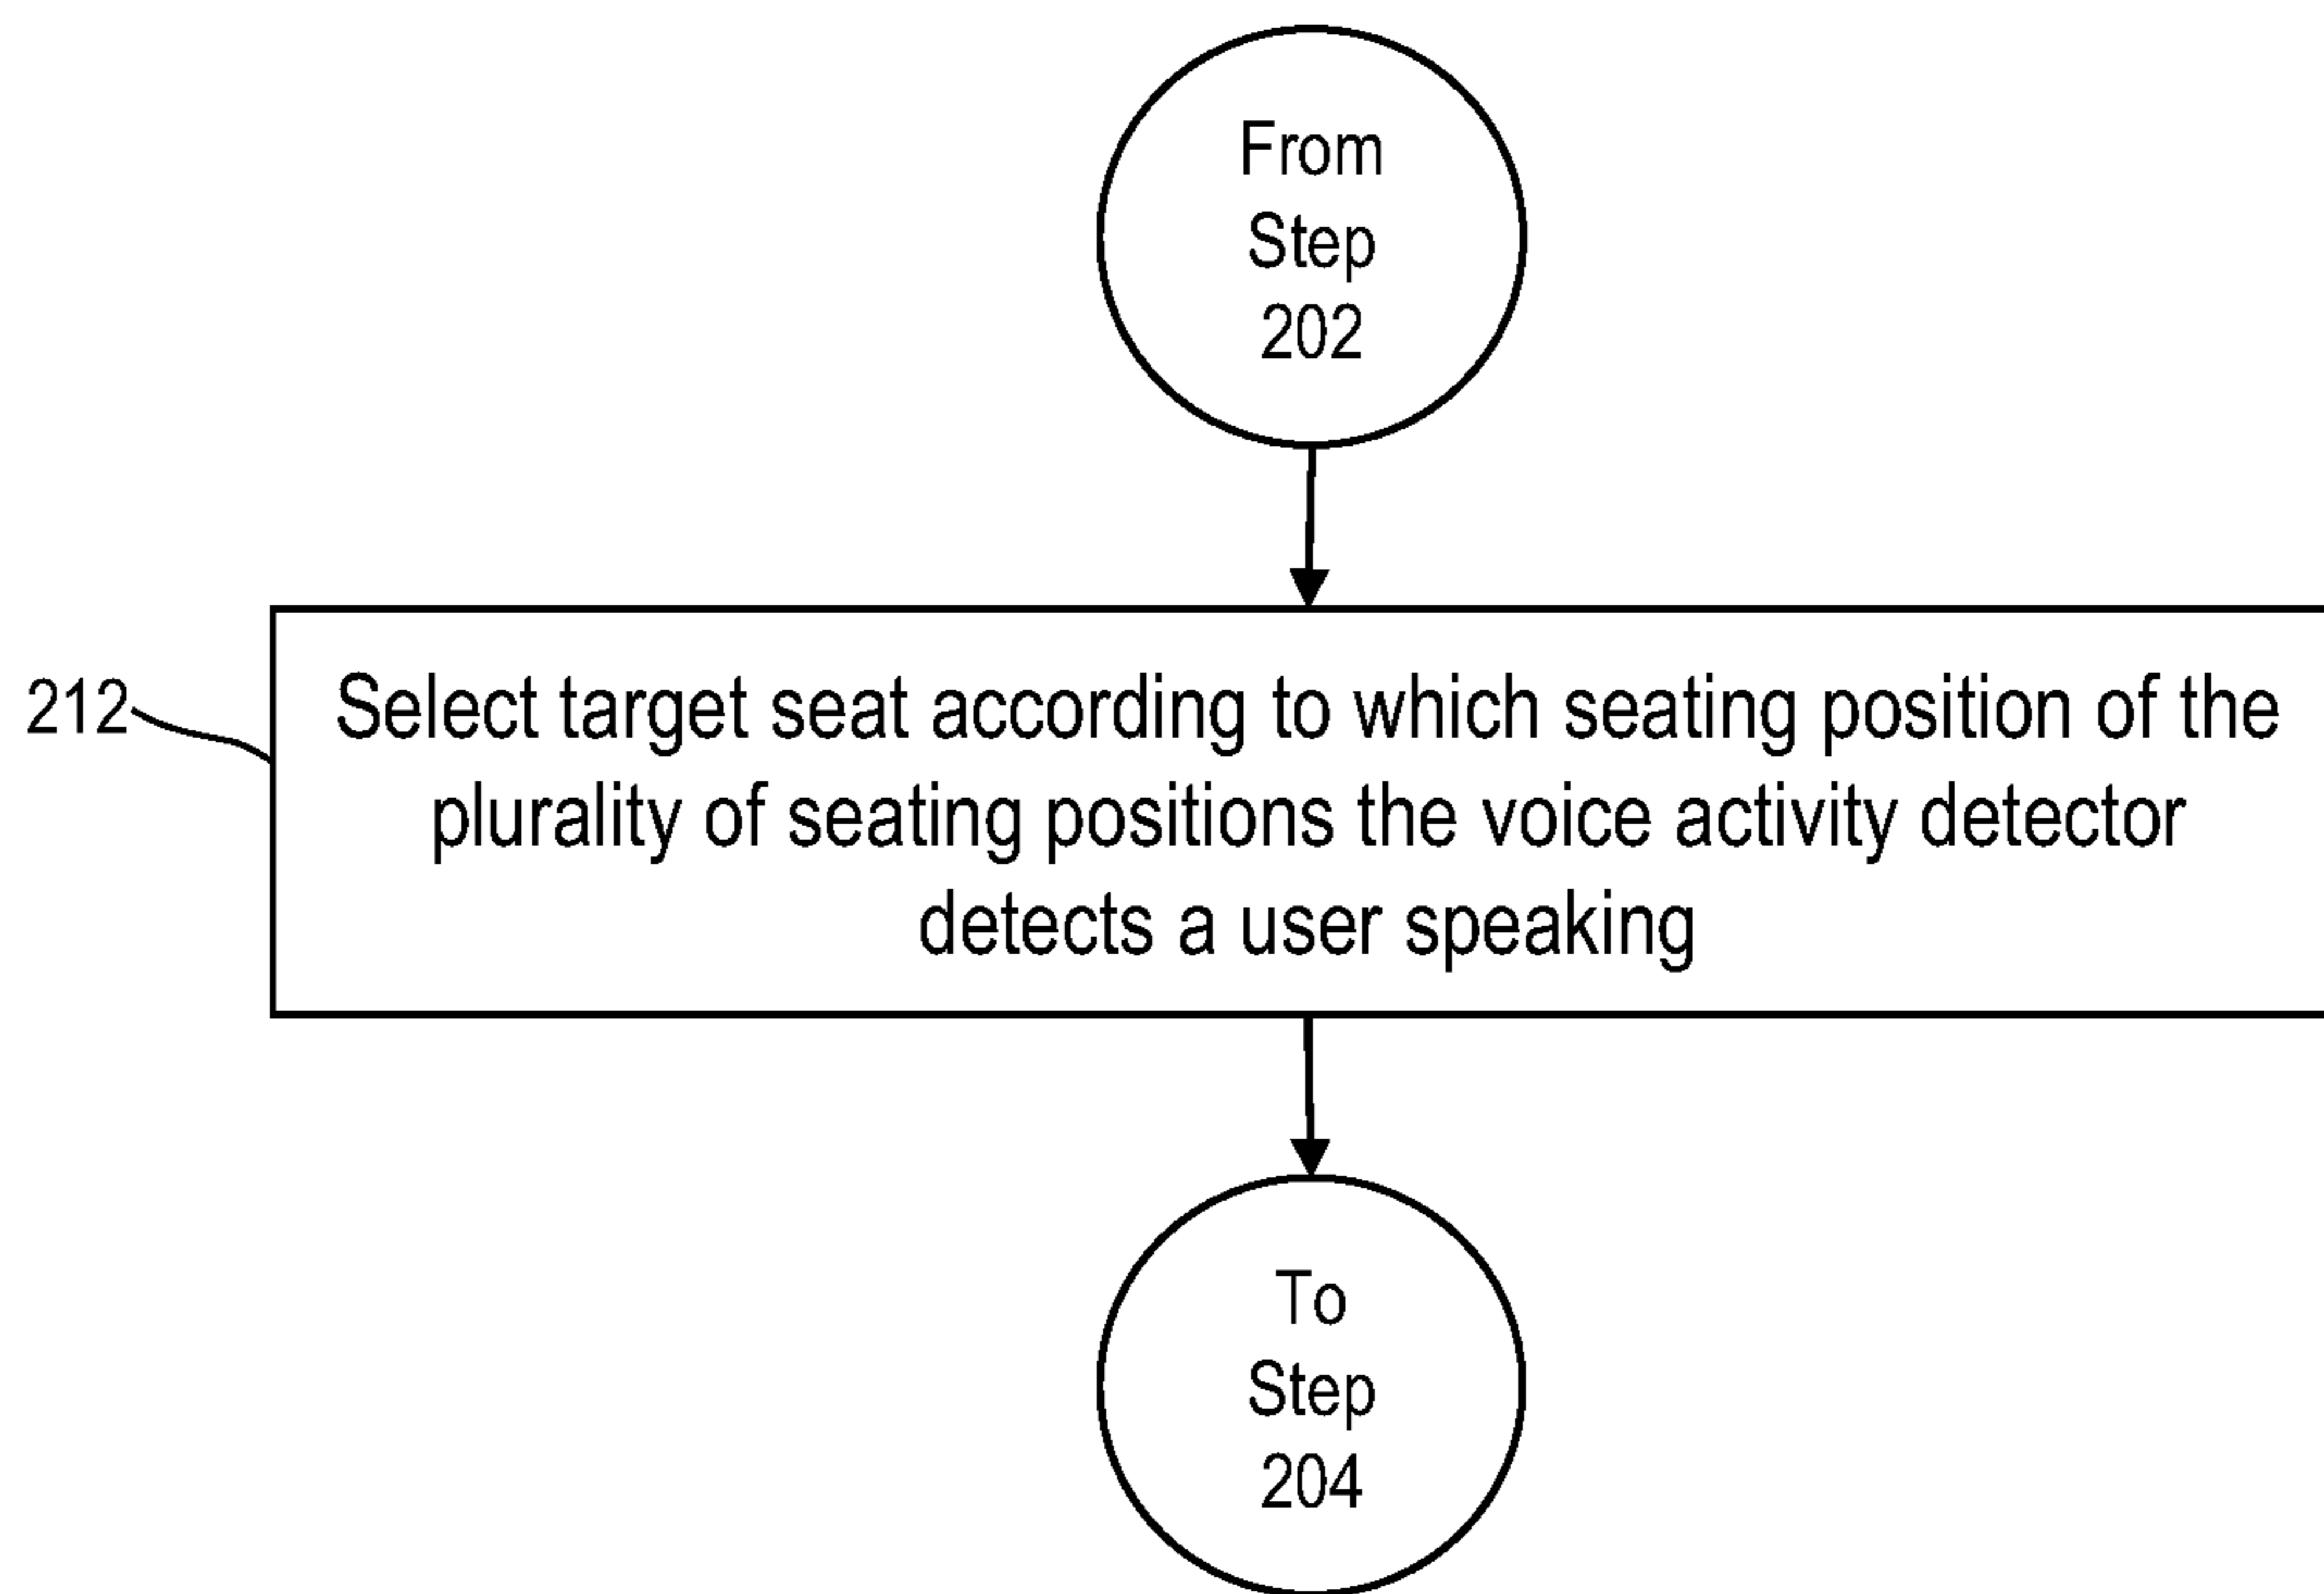 From
Step
202
212
Select target seat according to which seating position of the
plurality of seating positions the voice activity detector
detects a user speaking
To
Step
204